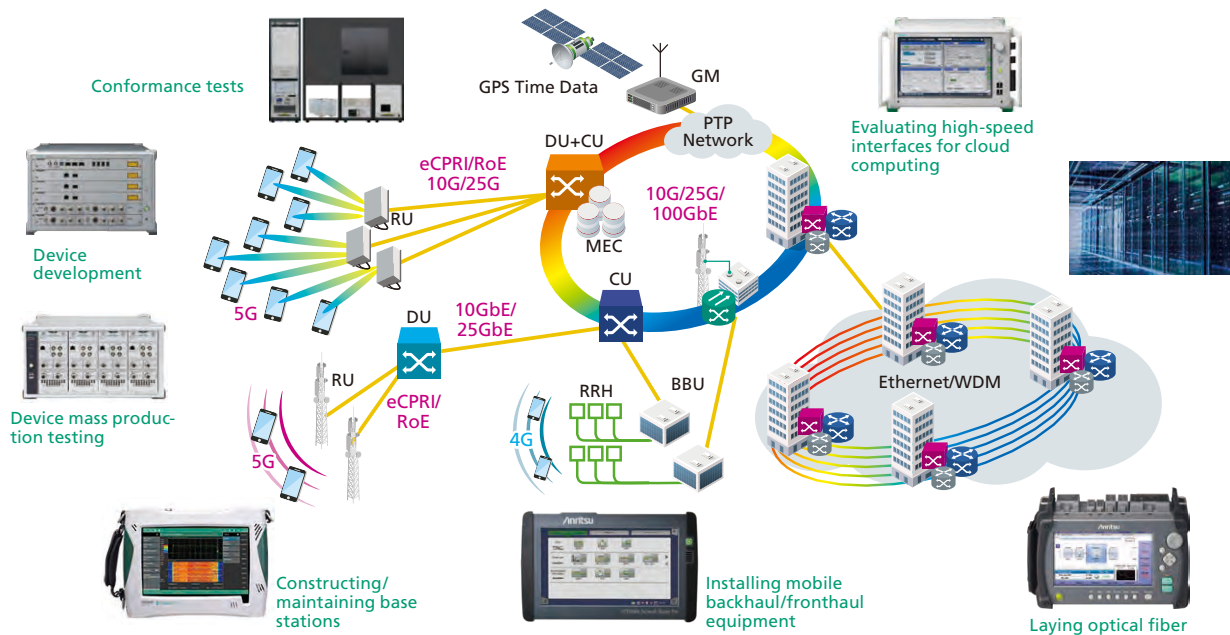 Conformance tests
GPS Time Data
GM
PTP
Network
Evaluating high-speed
interfaces for cloud
computing
DU+CU
eCPRI/RoE
10G/25G
RU
MEC
10G/25G/
100GbE
Device
development
5G
CU
DU
10GbE/
25GbE
RU
eCPRI/
RoE
5G
Device mass produc-
tion testing
4G
RRH
BBU
Ethernet/WDM
Anritsu
Anritsu
Constructing/
maintaining base
stations
Installing mobile
backhaul/fronthaul
equipment
Laying optical fiber